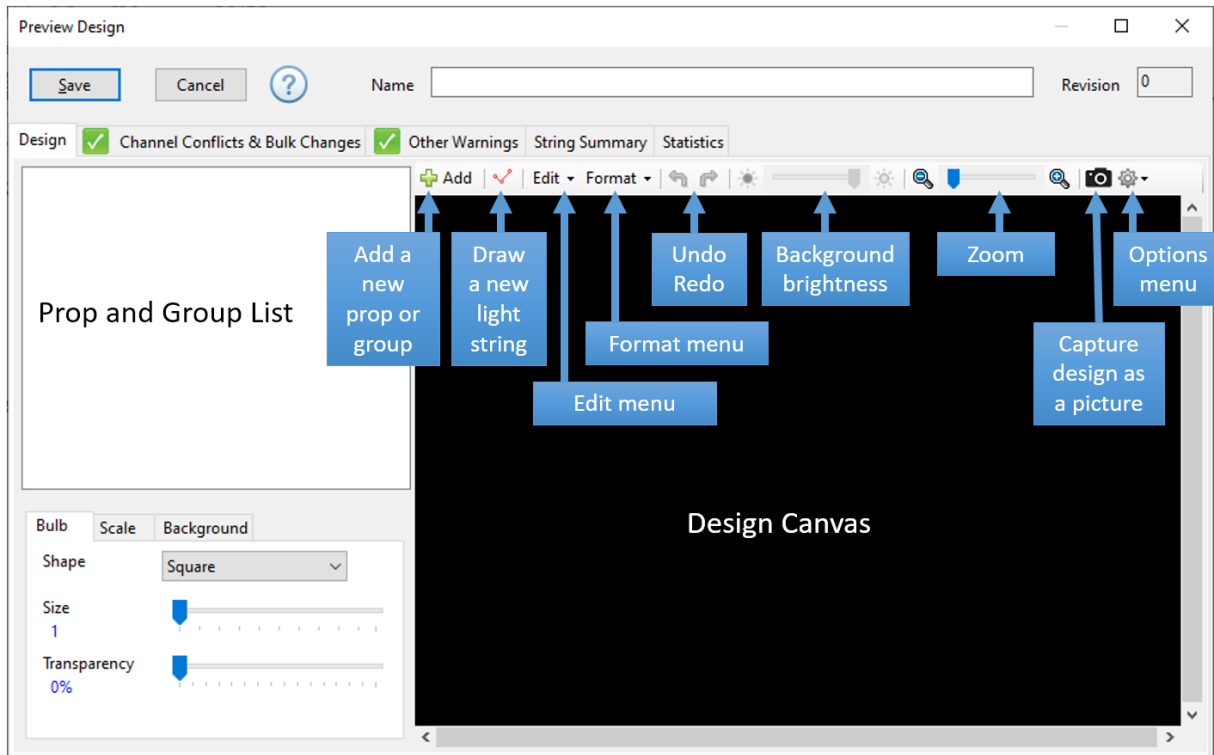 Preview Design
Save
Cancel
?
Name
Revision
0
Design
Channel Conflicts & Bulk Changes
Other Warnings
String Summary
Statistics
Add
Edit
Format
Add a
new
prop or
group
Draw
a new
light
string
Undo
Redo
Background
brightness
Zoom
Options
menu
Prop and Group List
Format menu
Capture
design as
a picture
Edit menu
Design Canvas
Bulb
Scale
Background
Shape
Square
Size
1
Transparency
0%